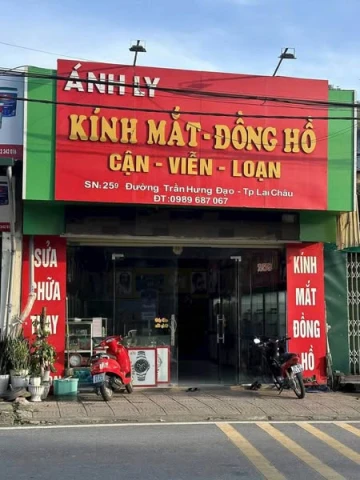 ÁNH LY
KÍNH MẮT - ĐỒNG HỒ
CẬN - VIỄN - LOẠN
SN: 259 Đường Trần Hưng Đạo - Tp Lai Châu
ĐT: 0989 687 067
SỬA
CHỮA
THAY
KÍNH
MẮT
ĐỒNG
HỒ